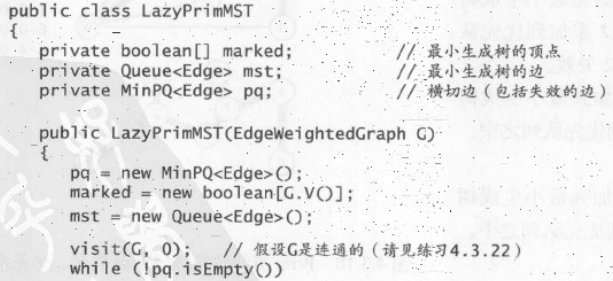 public class LazyPrimMST
{
private boolean[] marked; // 最小生成树的顶点
private Queue<Edge> mst; // 最小生成树的边
private MinPQ<Edge> pq; // 横切边（包括失效的边）
public LazyPrimMST(EdgeWeightedGraph G)
{
pq = new MinPQ<Edge>();
marked = new boolean[G.V()];
mst = new Queue<Edge>();
visit(G, 0); // 假设G是连通的（请见练习4.3.22）
while (!pq.isEmpty())